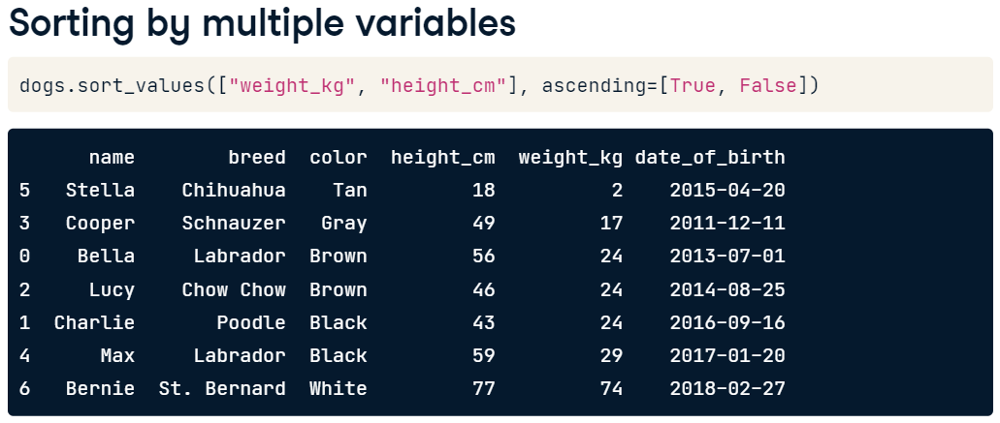 Sorting by multiple variables
dogs.sort_values(["weight_kg", "height_cm"], ascending=[True, False])
name breed color height_cm weight_kg date_of_birth
5 Stella Chihuahua Tan 18 2 2015-04-20
3 Cooper Schnauzer Gray 49 17 2011-12-11
0 Bella Labrador Brown 56 24 2013-07-01
2 Lucy Chow Chow Brown 46 24 2014-08-25
1 Charlie Poodle Black 43 24 2016-09-16
4 Max Labrador Black 59 29 2017-01-20
6 Bernie St. Bernard White 77 74 2018-02-27